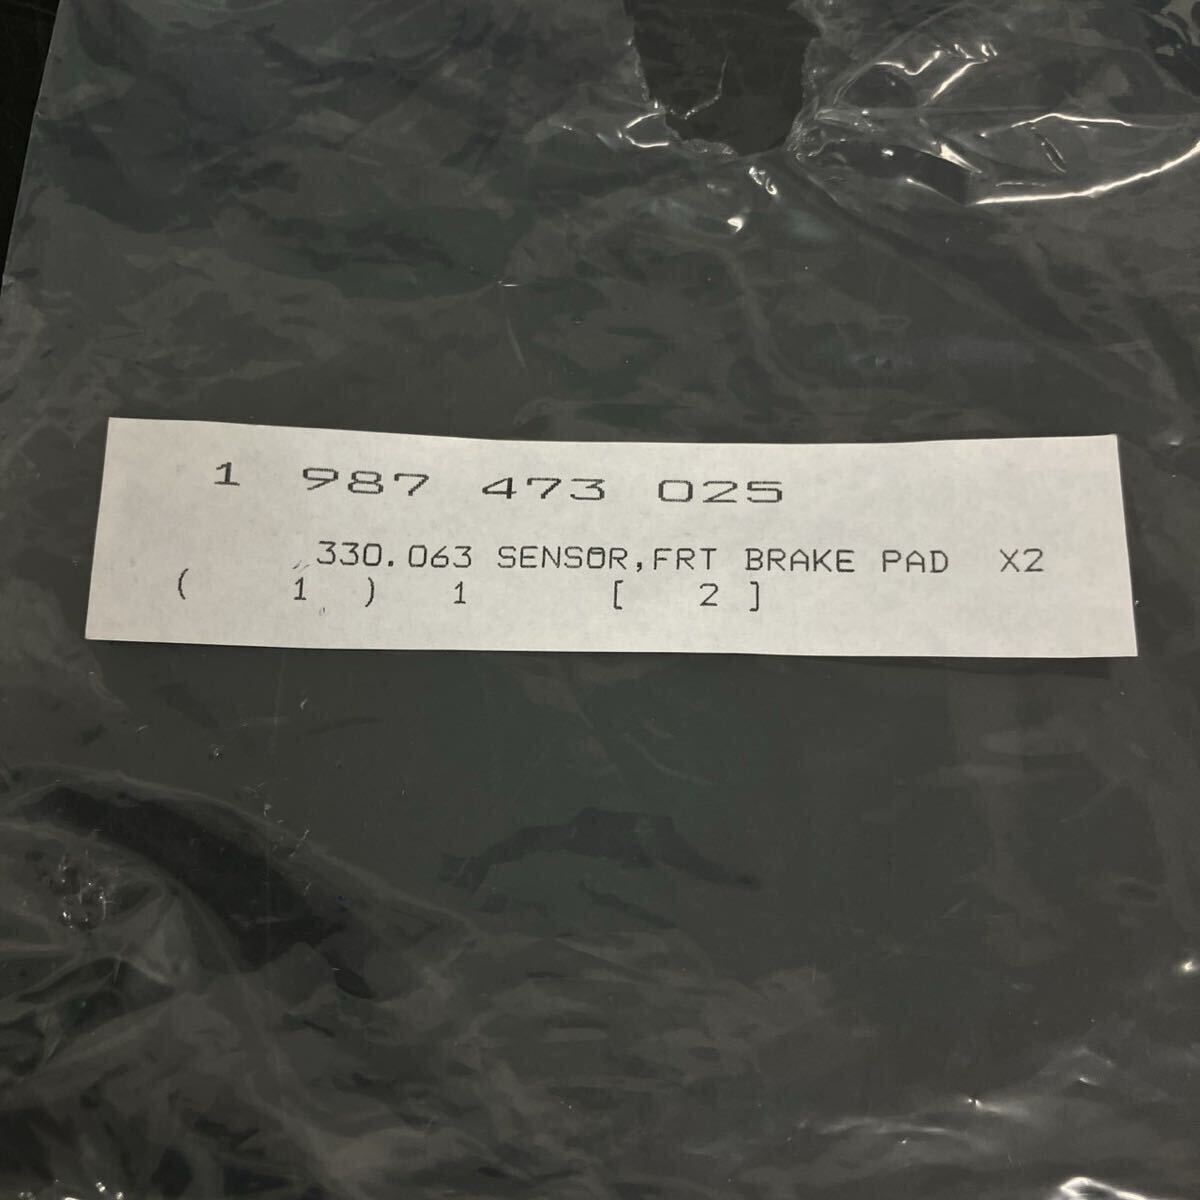 1 987 473 025
330.063 SENSOR,FRT BRAKE PAD X2
( 1 ) 1 [ 2 ]